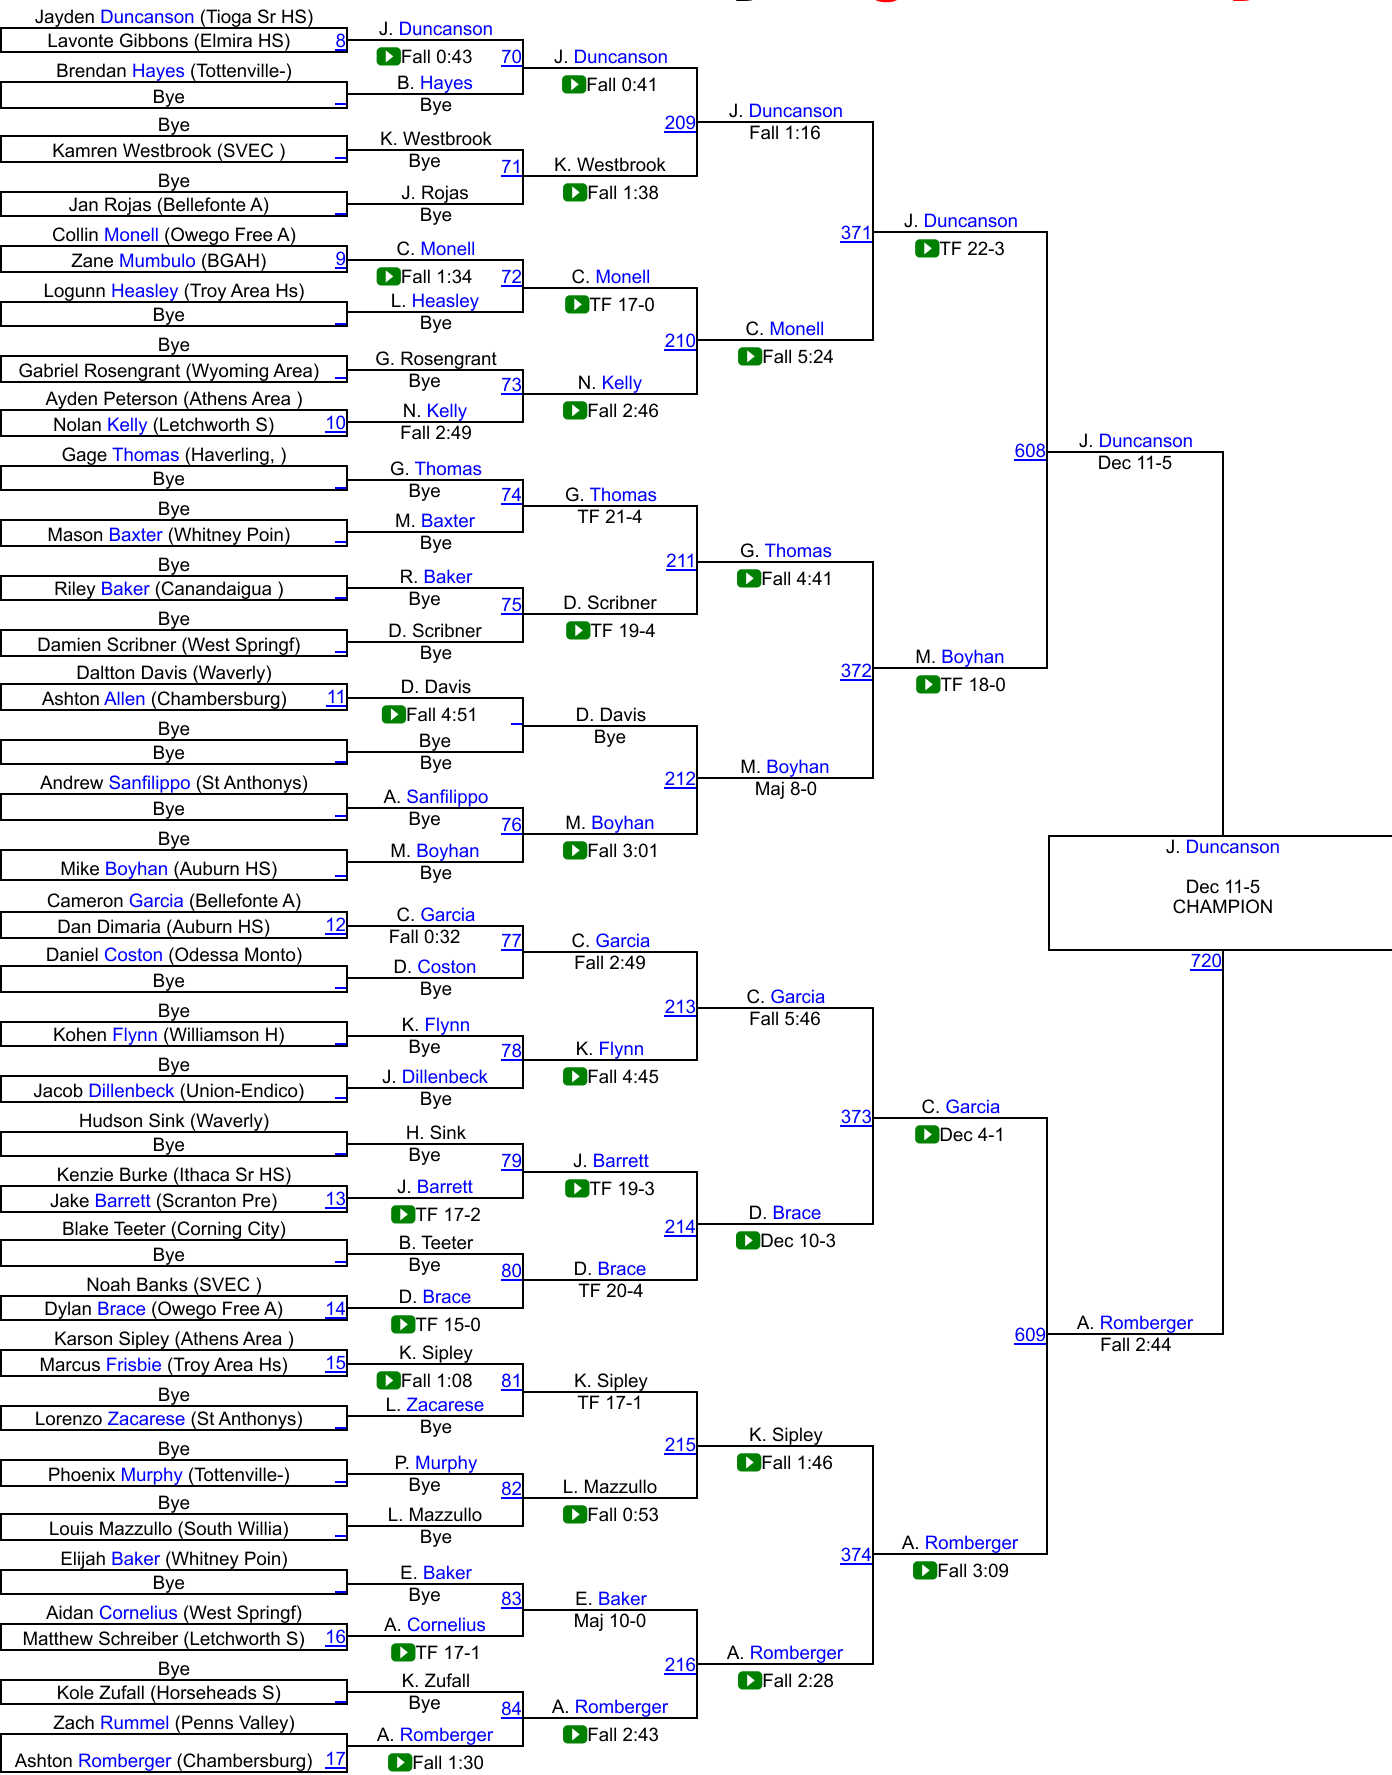 Jayden Duncanson (Tioga Sr HS)
Lavonte Gibbons (Elmira HS) 8
Brendan Hayes (Tottenville-)
Bye
Bye
Kamren Westbrook (SVEC )
Bye
Jan Rojas (Bellefonte A)
Collin Monell (Owego Free A)
Zane Mumbulo (BGAH) 9
Logunn Heasley (Troy Area Hs)
Bye
Bye
Gabriel Rosengrant (Wyoming Area)
Ayden Peterson (Athens Area )
Nolan Kelly (Letchworth S) 10
Gage Thomas (Haverling, )
Bye
Bye
Mason Baxter (Whitney Poin)
Bye
Riley Baker (Canandaigua )
Bye
Damien Scribner (West Springf)
Daltton Davis (Waverly)
Ashton Allen (Chambersburg) 11
Bye
Bye
Andrew Sanfilippo (St Anthonys)
Bye
Bye
Mike Boyhan (Auburn HS)
Cameron Garcia (Bellefonte A)
Dan Dimaria (Auburn HS) 12
Daniel Coston (Odessa Monto)
Bye
Bye
Kohen Flynn (Williamson H)
Bye
Jacob Dillenbeck (Union-Endico)
Hudson Sink (Waverly)
Bye
Kenzie Burke (Ithaca Sr HS)
Jake Barrett (Scranton Pre) 13
Blake Teeter (Corning City)
Bye
Noah Banks (SVEC )
Dylan Brace (Owego Free A) 14
Karson Sipley (Athens Area )
Marcus Frisbie (Troy Area Hs) 15
Bye
Lorenzo Zacarese (St Anthonys)
Bye
Phoenix Murphy (Tottenville-)
Bye
Louis Mazzullo (South Willia)
Elijah Baker (Whitney Poin)
Bye
Aidan Cornelius (West Springf)
Matthew Schreiber (Letchworth S) 16
Bye
Kole Zufall (Horseheads S)
Zach Rummel (Penns Valley)
Ashton Romberger (Chambersburg) 17
J. Duncanson
Fall 0:43
70
B. Hayes
Bye
K. Westbrook
Bye
71
J. Rojas
Bye
C. Monell
Fall 1:34
72
L. Heasley
Bye
G. Rosengrant
Bye
73
N. Kelly
Fall 2:49
G. Thomas
Bye
74
M. Baxter
Bye
R. Baker
Bye
75
D. Scribner
Bye
D. Davis
Fall 4:51
Bye
Bye
A. Sanfilippo
Bye
76
M. Boyhan
Bye
C. Garcia
Fall 0:32
77
D. Coston
Bye
K. Flynn
Bye
78
J. Dillenbeck
Bye
H. Sink
Bye
79
J. Barrett
TF 17-2
B. Teeter
Bye
80
D. Brace
TF 15-0
K. Sipley
Fall 1:08
81
L. Zacarese
Bye
P. Murphy
Bye
82
L. Mazzullo
Bye
E. Baker
Bye
83
A. Cornelius
TF 17-1
K. Zufall
Bye
84
A. Romberger
Fall 1:30
J. Duncanson
Fall 0:41
209
K. Westbrook
Fall 1:38
C. Monell
TF 17-0
210
N. Kelly
Fall 2:46
G. Thomas
TF 21-4
211
D. Scribner
TF 19-4
D. Davis
Bye
212
M. Boyhan
Fall 3:01
C. Garcia
Fall 2:49
213
K. Flynn
Fall 4:45
J. Barrett
TF 19-3
214
D. Brace
TF 20-4
K. Sipley
TF 17-1
215
L. Mazzullo
Fall 0:53
E. Baker
Maj 10-0
216
A. Romberger
Fall 2:43
J. Duncanson
Fall 1:16
371
C. Monell
Fall 5:24
G. Thomas
Fall 4:41
372
M. Boyhan
Maj 8-0
C. Garcia
Fall 5:46
373
D. Brace
Dec 10-3
K. Sipley
Fall 1:46
374
A. Romberger
Fall 2:28
J. Duncanson
TF 22-3
608
M. Boyhan
TF 18-0
C. Garcia
Dec 4-1
609
A. Romberger
Fall 3:09
J. Duncanson
Dec 11-5
A. Romberger
Fall 2:44
J. Duncanson
Dec 11-5
CHAMPION
720